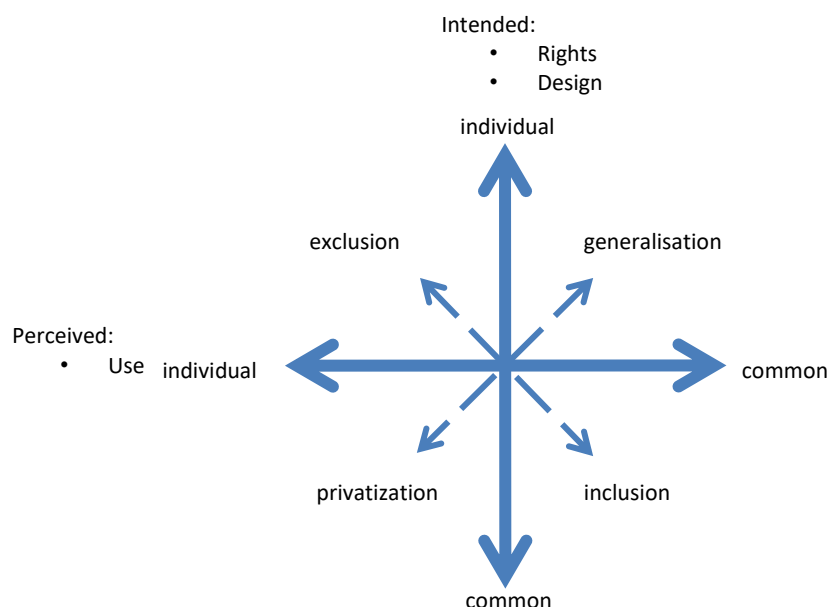 Intended:
• Rights
• Design
individual
exclusion
generalisation
Perceived:
• Use
individual
common
privatization
inclusion
common